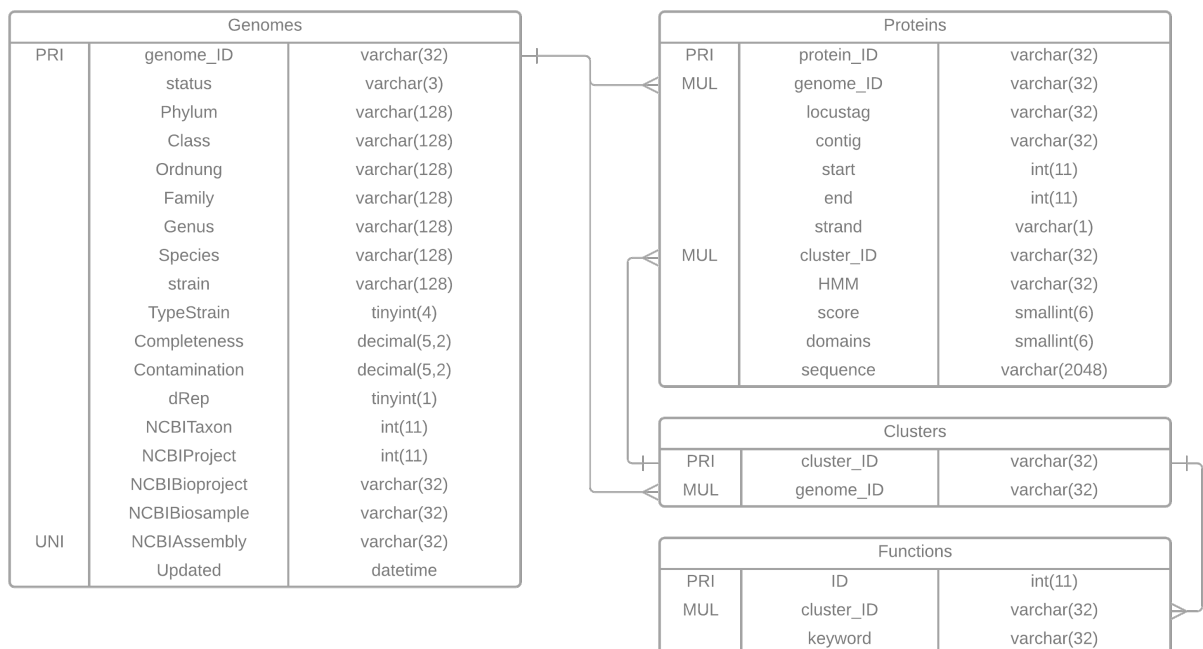 Genomes
PRI genome_ID varchar(32)
status varchar(3)
Phylum varchar(128)
Class varchar(128)
Ordnung varchar(128)
Family varchar(128)
Genus varchar(128)
Species varchar(128)
strain varchar(128)
TypeStrain tinyint(4)
Completeness decimal(5,2)
Contamination decimal(5,2)
dRep tinyint(1)
NCBITaxon int(11)
NCBIProject int(11)
NCBIBioproject varchar(32)
NCBIBiosample varchar(32)
UNI NCBIAssembly varchar(32)
Updated datetime
Proteins
PRI protein_ID varchar(32)
MUL genome_ID varchar(32)
locustag varchar(32)
contig varchar(32)
start int(11)
end int(11)
strand varchar(1)
MUL cluster_ID varchar(32)
HMM varchar(32)
score smallint(6)
domains smallint(6)
sequence varchar(2048)
Clusters
PRI cluster_ID varchar(32)
MUL genome_ID varchar(32)
Functions
PRI ID int(11)
MUL cluster_ID varchar(32)
keyword varchar(32)